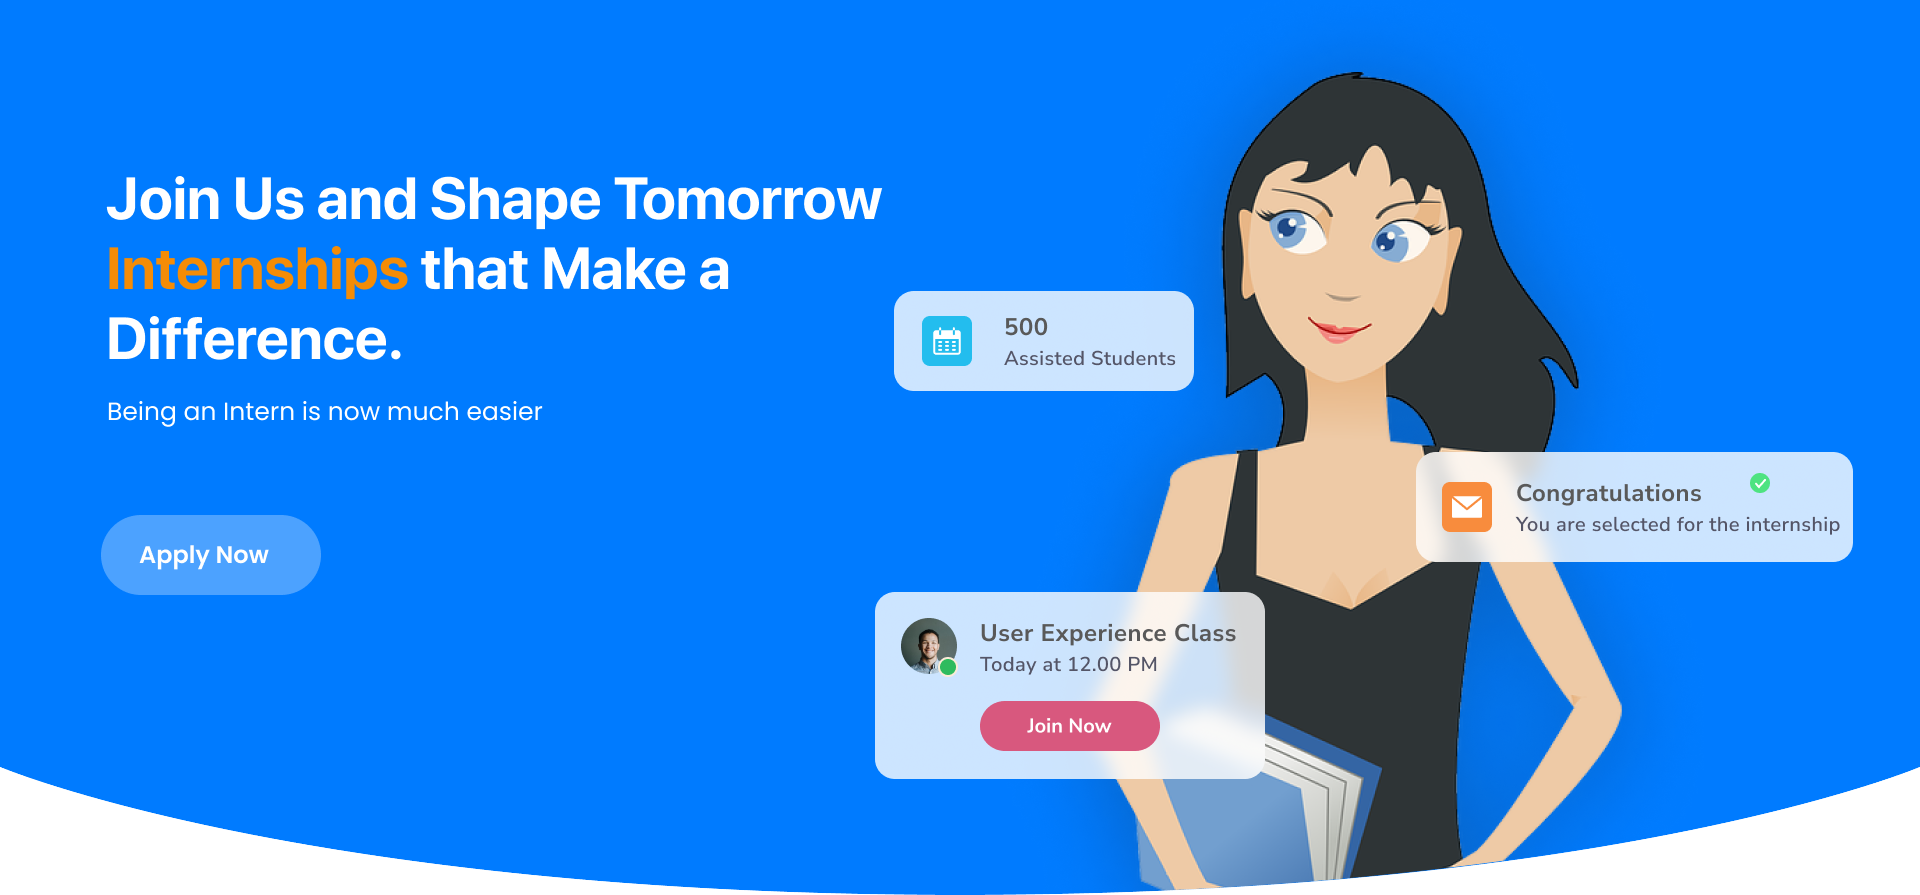 Join Us and Shape Tomorrow
Internships that Make a
Difference.
Being an Intern is now much easier
Apply Now
500
Assisted Students
Congratulations
You are selected for the internship
User Experience Class
Today at 12.00 PM
Join Now